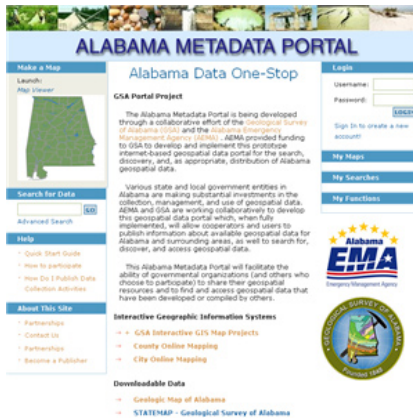 ALABAMA METADATA PORTAL
Make a Map
Launch:
Map Viewer
Search for Data
GO
Advanced Search
Help
Quick Start Guide
How to participate
How Do I Publish Data
Collection Activities
About This Site
Partnerships
Contact Us
Partnerships
Become a Publisher
Alabama Data One-Stop
GSA Portal Project
The Alabama Metadata Portal is being developed
through a collaborative effort of the Geological Survey
of Alabama (GSA) and the Alabama Emergency
Management Agency (AEMA) . AEMA provided funding
to GSA to develop and implement this prototype
internet-based geospatial data portal for the search,
discovery, and, as appropriate, distribution of Alabama
geospatial data.
Various state and local government entities in
Alabama are making substantial investments in the
collection, management, and use of geospatial data.
AEMA and GSA are working collaboratively to develop
this geospatial data portal which, when fully
implemented, will allow cooperators and users to
publish information about available geospatial data for
Alabama and surrounding areas, as well to search for,
discover, and access geospatial data.
This Alabama Metadata Portal will facilitate the
ability of governmental organizations (and others who
choose to participate) to share their geospatial
resources and to find and access geospatial data that
have been developed or compiled by others.
Interactive Geographic Information Systems
GSA Interactive GIS Map Projects
County Online Mapping
City Online Mapping
Downloadable Data
Geologic Map of Alabama
STATEMAP - Geological Survey of Alabama
Login
Username:
Password:
LOGIN
Sign In to create a new
account!
My Maps
My Searches
My Functions
Alabama
EMA
Emergency Management Agency
GEOLOGICAL SURVEY OF ALABAMA
Founded 1848